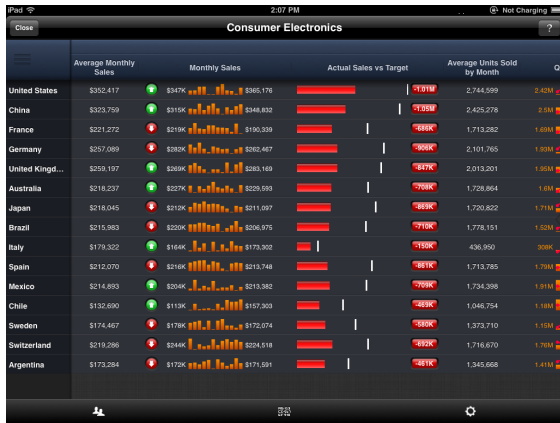 iPad 2:07 PM Not Charging
Close Consumer Electronics ?
Average Monthly Sales Monthly Sales Actual Sales vs Target Average Units Sold by Month Q
United States $352,417 $347K $365,176 -1.01M 2,744,599 2.42M
China $323,759 $315K $348,832 -1.05M 2,425,278 2.5M
France $221,272 $219K $190,339 -685K 1,713,282 1.69M
Germany $257,089 $282K $262,467 -906K 2,101,765 1.93M
United Kingd... $259,197 $269K $283,169 -847K 2,013,201 1.95M
Australia $218,237 $227K $229,593 -708K 1,728,864 1.6M
Japan $218,045 $212K $211,097 -869K 1,720,822 1.71M
Brazil $215,983 $220K $206,975 -710K 1,778,151 1.52M
Italy $179,322 $164K $173,302 -150K 436,950 308K
Spain $212,070 $216K $213,748 -861K 1,713,785 1.79M
Mexico $214,893 $204K $213,382 -709K 1,734,398 1.91M
Chile $132,690 $113K $157,303 -469K 1,046,754 1.18M
Sweden $174,467 $178K $172,074 -580K 1,373,710 1.15M
Switzerland $219,286 $244K $224,518 -692K 1,716,670 1.76M
Argentina $173,284 $172K $171,591 -461K 1,345,668 1.41M